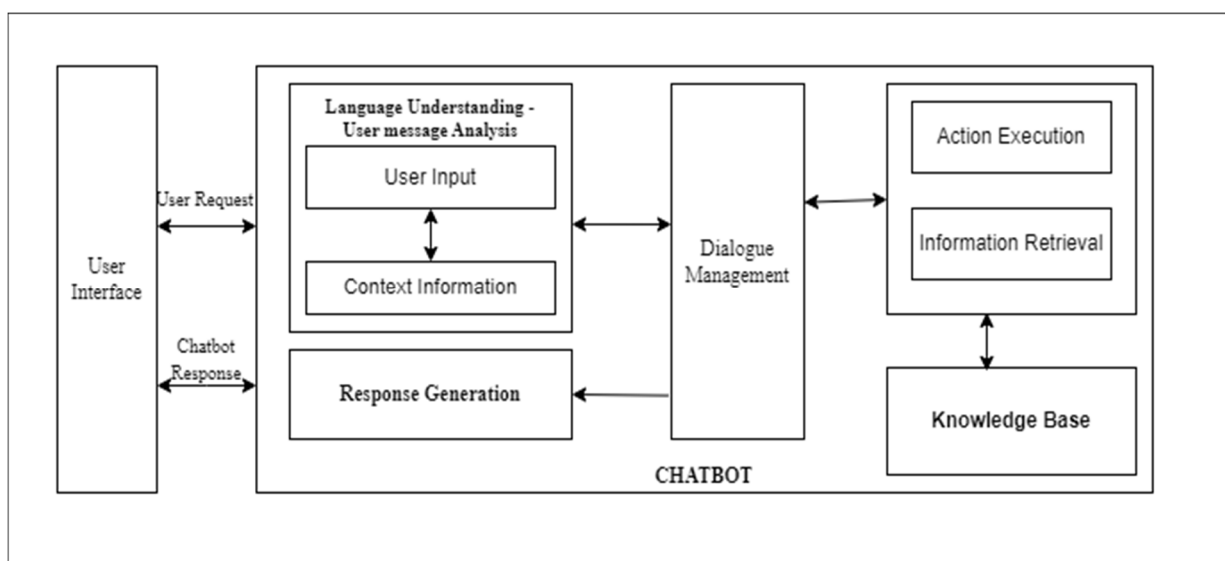 User
Interface
User Request
Chatbot
Response
Language Understanding -
User message Analysis
User Input
Context Information
Response Generation
Dialogue
Management
Action Execution
Information Retrieval
Knowledge Base
CHATBOT